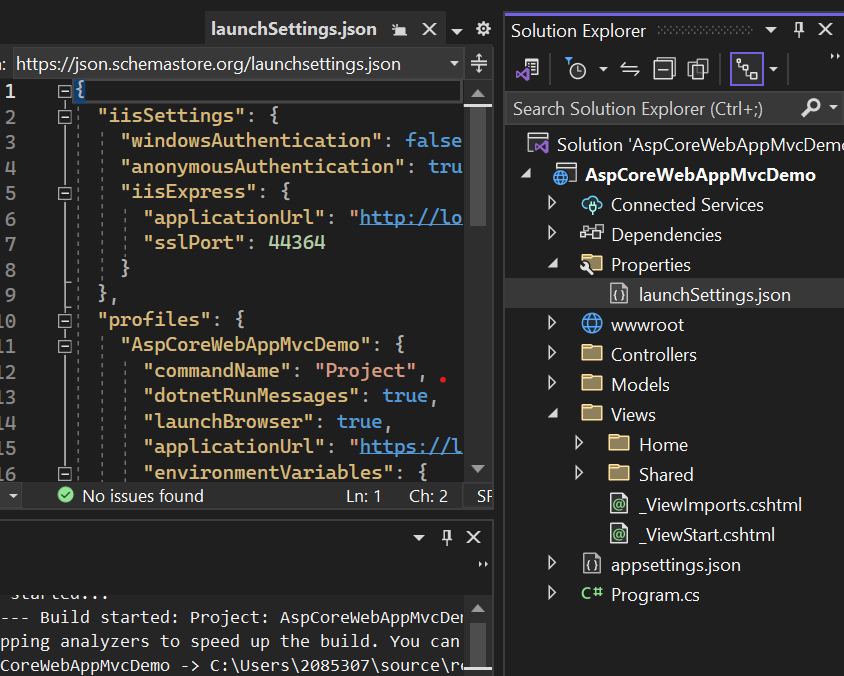 launchSettings.json
: https://json.schemastore.org/launchsettings.json
1 {
2 "iisSettings": {
3 "windowsAuthentication": false
4 "anonymousAuthentication": tru
5 "iisExpress": {
6 "applicationUrl": "http://lo
7 "sslPort": 44364
8 }
9 },
10 "profiles": {
11 "AspCoreWebAppMvcDemo": {
12 "commandName": "Project",
13 "dotnetRunMessages": true,
14 "launchBrowser": true,
15 "applicationUrl": "https://l
16 "environmentVariables": {
No issues found Ln: 1 Ch: 2 SP
--- Build started: Project: AspCoreWebAppMvcDe
pping analyzers to speed up the build. You can
CoreWebAppMvcDemo -> C:\Users\2085307\source\re
Solution Explorer
Search Solution Explorer (Ctrl+;)
Solution 'AspCoreWebAppMvcDemo
AspCoreWebAppMvcDemo
Connected Services
Dependencies
Properties
launchSettings.json
wwwroot
Controllers
Models
Views
Home
Shared
_ViewImports.cshtml
_ViewStart.cshtml
appsettings.json
C# Program.cs